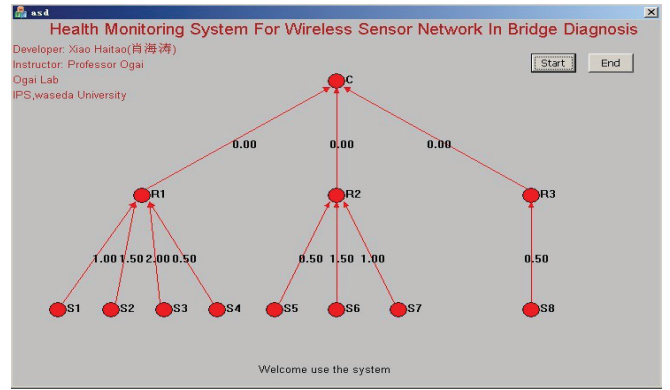 asd
Health Monitoring System For Wireless Sensor Network In Bridge Diagnosis
Developer: Xiao Haitao(肖海涛)
Instructor: Professor Ogai
Ogai Lab
IPS,waseda University
Start End
C
0.00 0.00 0.00
R1 R2 R3
1.00 1.50 2.00 0.50 0.50 1.50 1.00 0.50
S1 S2 S3 S4 S5 S6 S7 S8
Welcome use the system